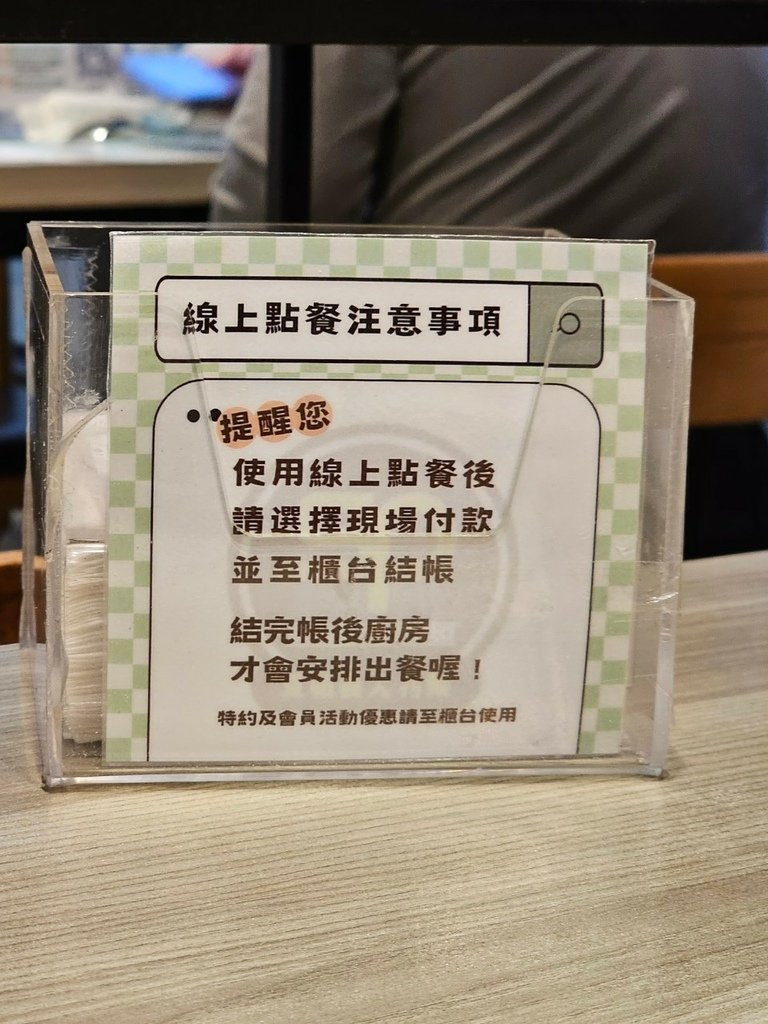 線上點餐注意事項
提醒您
使用線上點餐後
請選擇現場付款
並至櫃台結帳
結完帳後廚房
才會安排出餐喔！
特約及會員活動優惠請至櫃台使用